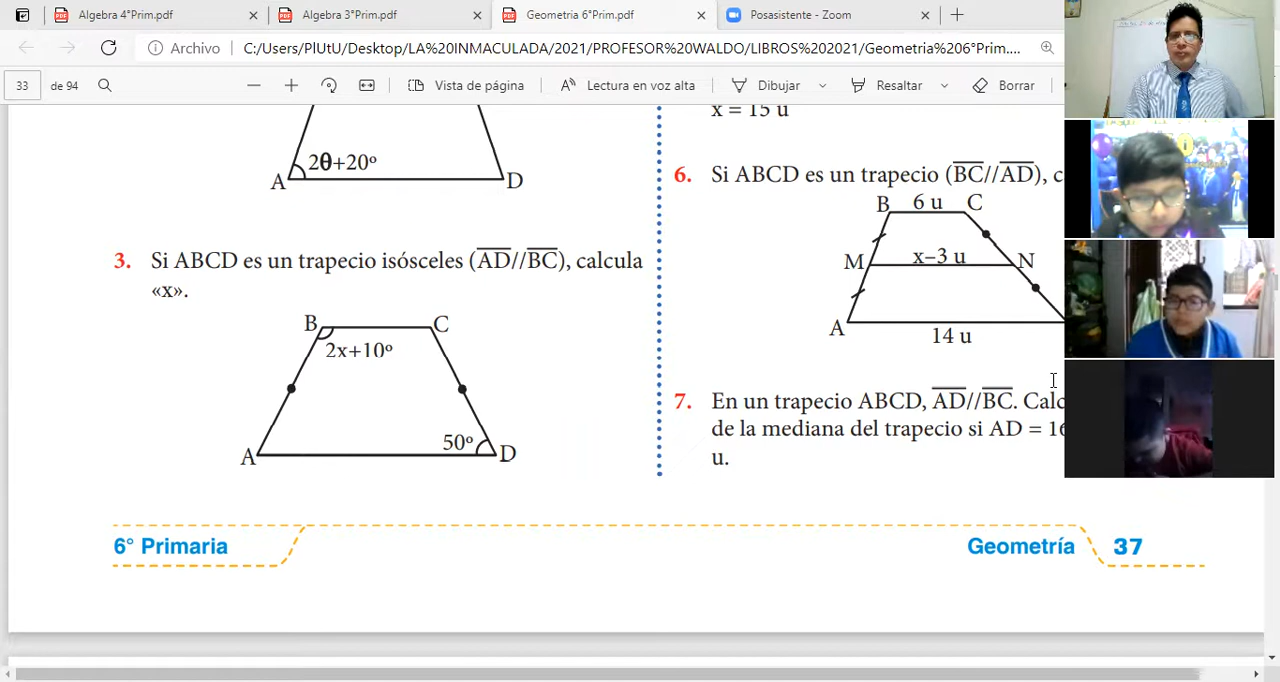 Algebra 4°Prim.pdf
Algebra 3°Prim.pdf
Geometria 6°Prim.pdf
Posasistente - Zoom
Archivo
C:/Users/PlUtU/Desktop/LA%20INMACULADA/2021/PROFESOR%20WALDO/LIBROS%202021/Geometria%206°Prim....
33
de 94
Vista de página
Lectura en voz alta
Dibujar
Resaltar
Borrar
2θ+20º
A
D
3. Si ABCD es un trapecio isósceles (AD//BC), calcula
«x».
B
C
2x+10º
50º
A
D
x = 15 u
6. Si ABCD es un trapecio (BC//AD), c
B 6 u C
M x–3 u N
A
14 u
7. En un trapecio ABCD, AD//BC. Calc
de la mediana del trapecio si AD = 16
u.
6° Primaria
Geometría 37